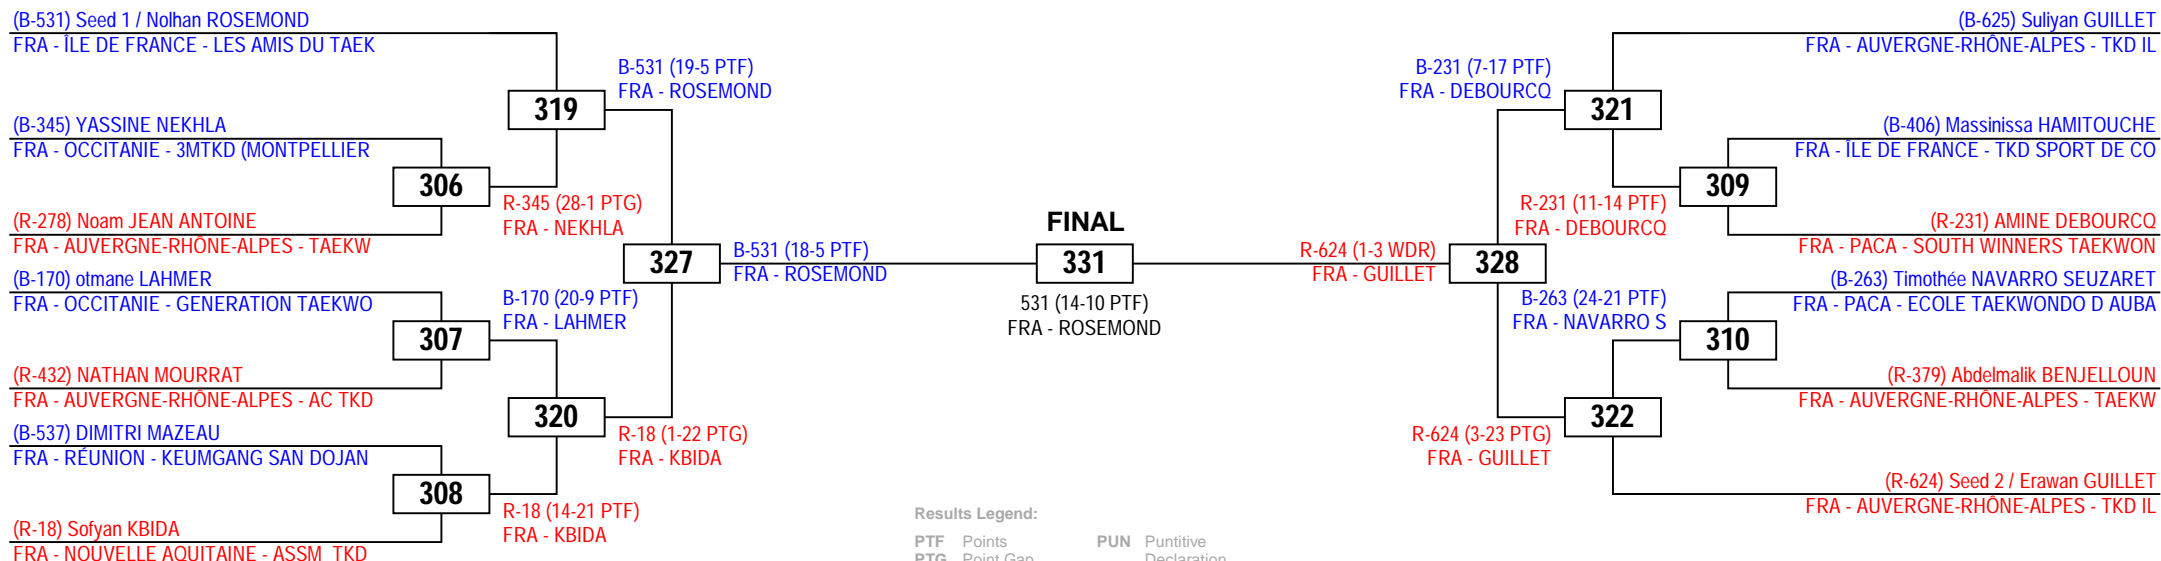 (B-531) Seed 1 / Nolhan ROSEMOND
FRA - ÎLE DE FRANCE - LES AMIS DU TAEK
B-531 (19-5 PTF)
FRA - ROSEMOND
319
(B-345) YASSINE NEKHLA
FRA - OCCITANIE - 3MTKD (MONTPELLIER
306
R-345 (28-1 PTG)
FRA - NEKHLA
(R-278) Noam JEAN ANTOINE
FRA - AUVERGNE-RHÔNE-ALPES - TAEKW
327
B-531 (18-5 PTF)
FRA - ROSEMOND
(B-170) otmane LAHMER
FRA - OCCITANIE - GENERATION TAEKWO
B-170 (20-9 PTF)
FRA - LAHMER
307
(R-432) NATHAN MOURRAT
FRA - AUVERGNE-RHÔNE-ALPES - AC TKD
320
R-18 (1-22 PTG)
FRA - KBIDA
(B-537) DIMITRI MAZEAU
FRA - RÉUNION - KEUMGANG SAN DOJAN
308
R-18 (14-21 PTF)
FRA - KBIDA
(R-18) Sofyan KBIDA
FRA - NOUVELLE AQUITAINE - ASSM TKD
FINAL
331
531 (14-10 PTF)
FRA - ROSEMOND
(B-625) Suliyan GUILLET
FRA - AUVERGNE-RHÔNE-ALPES - TKD IL
B-231 (7-17 PTF)
FRA - DEBOURCQ
321
(B-406) Massinissa HAMITOUCHE
FRA - ÎLE DE FRANCE - TKD SPORT DE CO
309
R-231 (11-14 PTF)
FRA - DEBOURCQ
(R-231) AMINE DEBOURCQ
FRA - PACA - SOUTH WINNERS TAEKWON
R-624 (1-3 WDR)
FRA - GUILLET
328
(B-263) Timothée NAVARRO SEUZARET
FRA - PACA - ECOLE TAEKWONDO D AUBA
B-263 (24-21 PTF)
FRA - NAVARRO S
310
(R-379) Abdelmalik BENJELLOUN
FRA - AUVERGNE-RHÔNE-ALPES - TAEKW
322
R-624 (3-23 PTG)
FRA - GUILLET
(R-624) Seed 2 / Erawan GUILLET
FRA - AUVERGNE-RHÔNE-ALPES - TKD IL
Results Legend:
PTF Points PUN Puntitive
PTG Point Gap Declaration